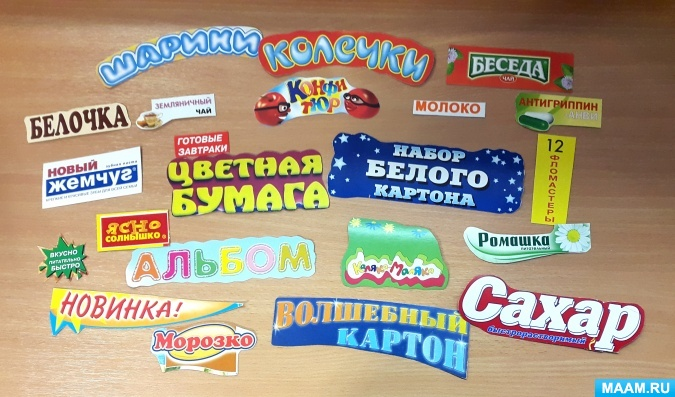 ШАРИКИ
КОЛЕЧКИ
БЕСЕДА
ЧАЙ
КОНФИ
ТЮР
БЕЛОЧКА
ЗЕМЛЯНИЧНЫЙ
ЧАЙ
МОЛОКО
АНТИГРИППИН
АНВИ
ГОТОВЫЕ
ЗАВТРАКИ
НОВЫЙ
жемчуг
ЦВЕТНАЯ
БУМАГА
НАБОР
БЕЛОГО
КАРТОНА
12
ФЛОМАСТЕРЫ
ЯСНО
СОЛНЫШКО
Ромашка
питательный
ВКУСНО
ПИТАТЕЛЬНО
БЫСТРО
АЛЬБОМ
Каляка-Маляка
НОВИНКА!
Морозко
ВОЛШЕБНЫЙ
КАРТОН
Сахар
быстрорастворимый
MAAM.RU